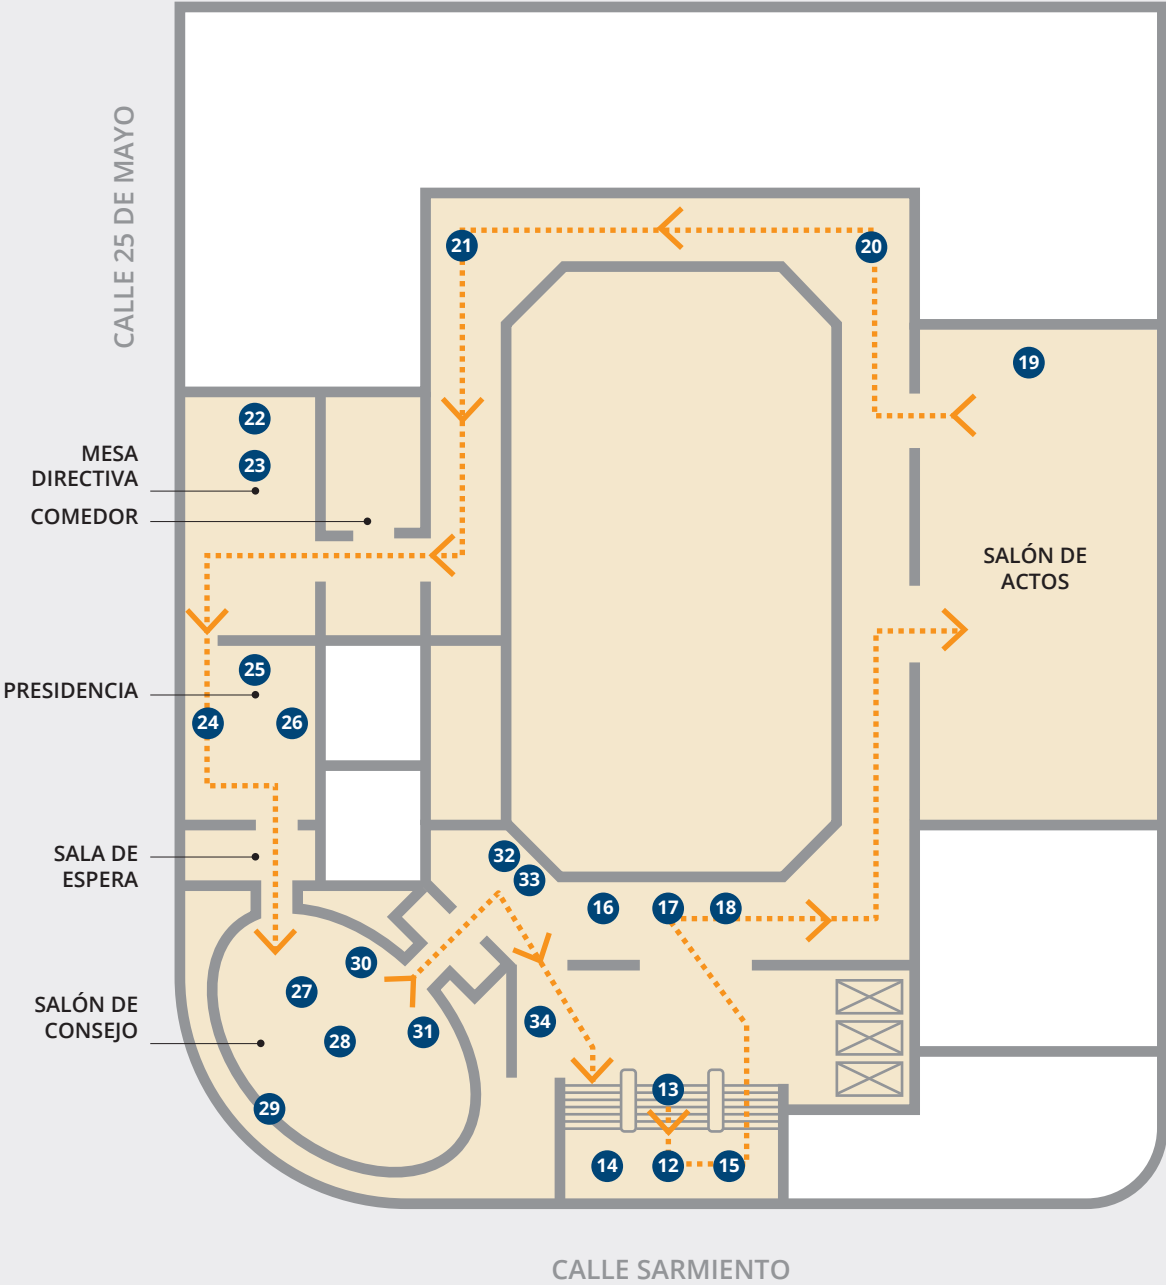 CALLE 25 DE MAYO
21
20
19
22
23
MESA
DIRECTIVA
COMEDOR
SALÓN DE
ACTOS
25
PRESIDENCIA
24
26
SALA DE
ESPERA
32
33
16
17
18
30
27
SALÓN DE
CONSEJO
28
31
34
29
13
14
12
15
CALLE SARMIENTO